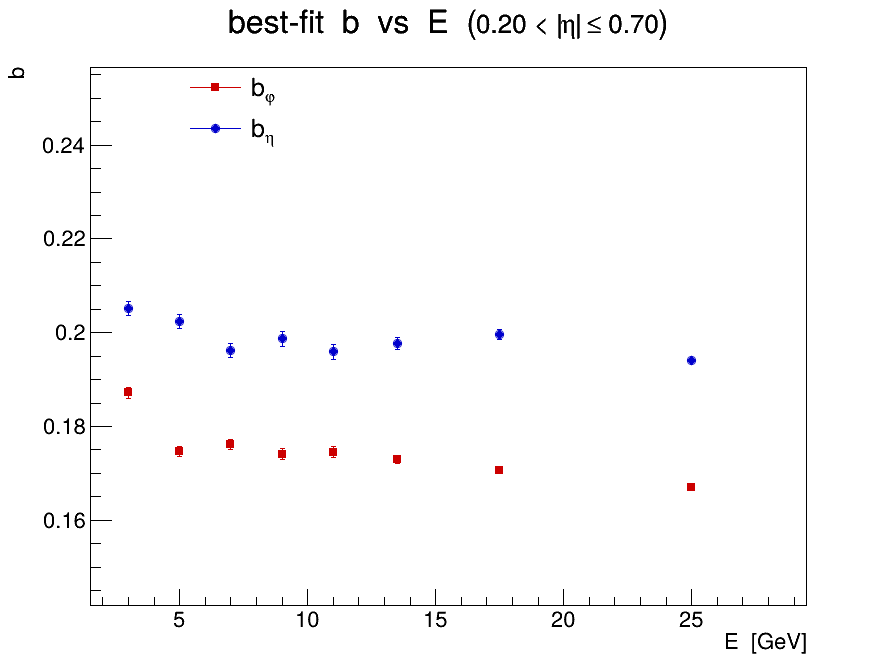 best-fit b vs E (0.20 < |η| ≤ 0.70)
b
b_φ
b_η
0.24
0.22
0.2
0.18
0.16
5 10 15 20 25
E [GeV]